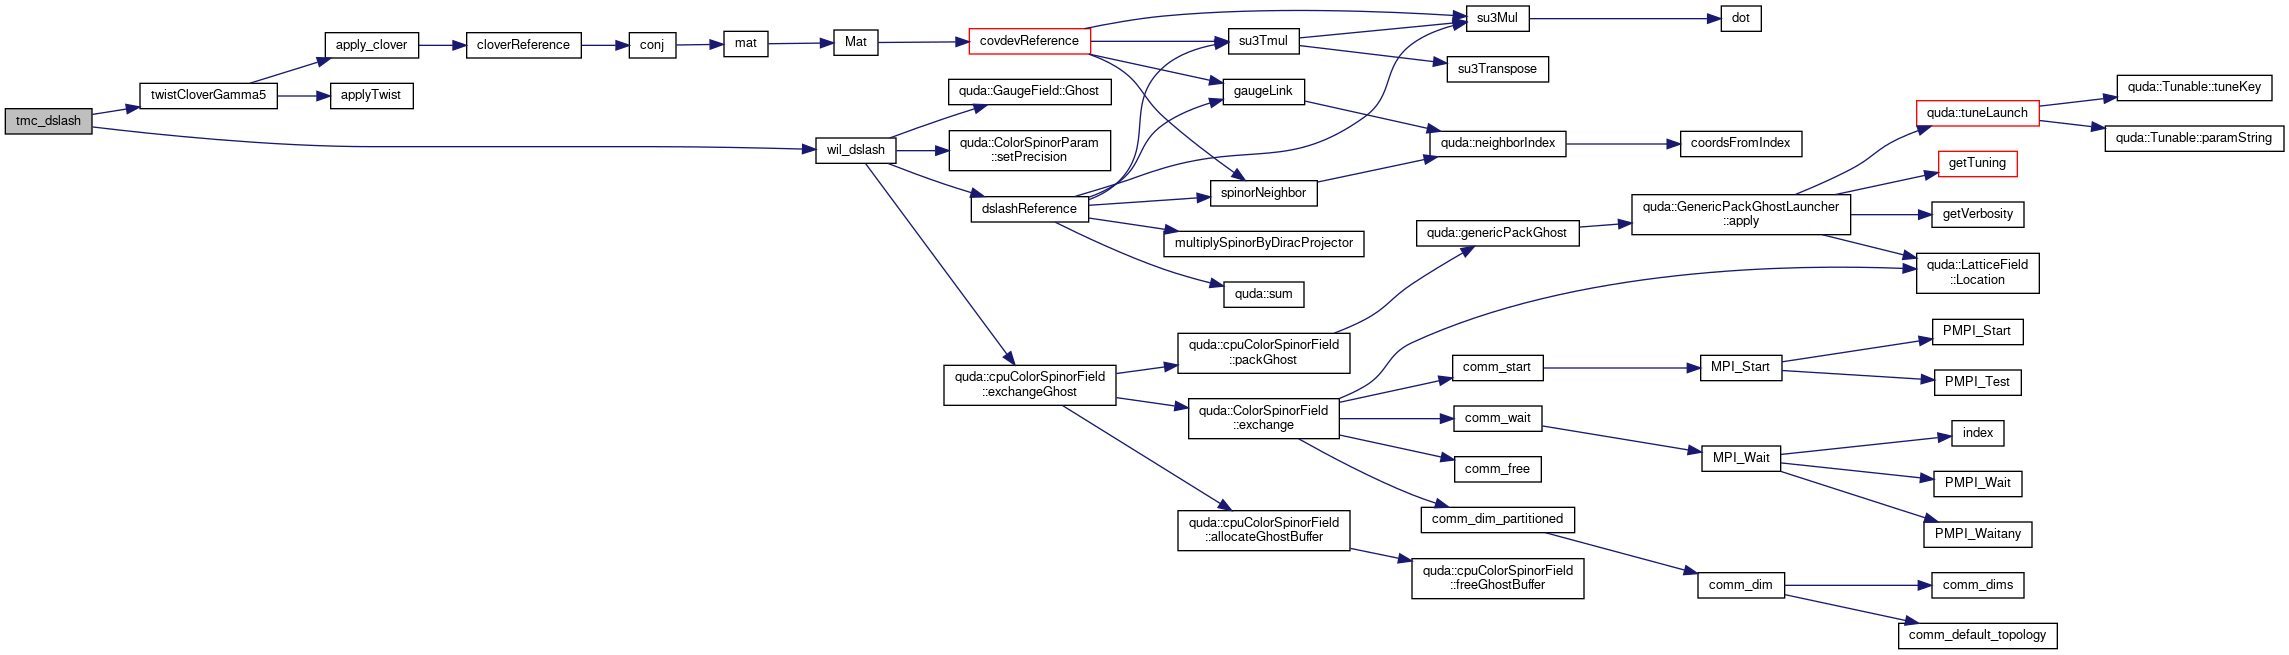 tmc_dslash
twistCloverGamma5
apply_clover
applyTwist
cloverReference
conj
mat
Mat
wil_dslash
covdevReference
quda::GaugeField::Ghost
quda::ColorSpinorParam
::setPrecision
dslashReference
quda::cpuColorSpinorField
::exchangeGhost
su3Tmul
gaugeLink
spinorNeighbor
multiplySpinorByDiracProjector
quda::sum
quda::cpuColorSpinorField
::packGhost
quda::ColorSpinorField
::exchange
quda::cpuColorSpinorField
::allocateGhostBuffer
su3Mul
su3Transpose
quda::neighborIndex
quda::genericPackGhost
comm_start
comm_wait
comm_free
comm_dim_partitioned
quda::cpuColorSpinorField
::freeGhostBuffer
dot
coordsFromIndex
quda::GenericPackGhostLauncher
::apply
MPI_Start
MPI_Wait
comm_dim
quda::tuneLaunch
getTuning
getVerbosity
quda::LatticeField
::Location
PMPI_Start
PMPI_Test
index
PMPI_Wait
PMPI_Waitany
comm_dims
comm_default_topology
quda::Tunable::tuneKey
quda::Tunable::paramString